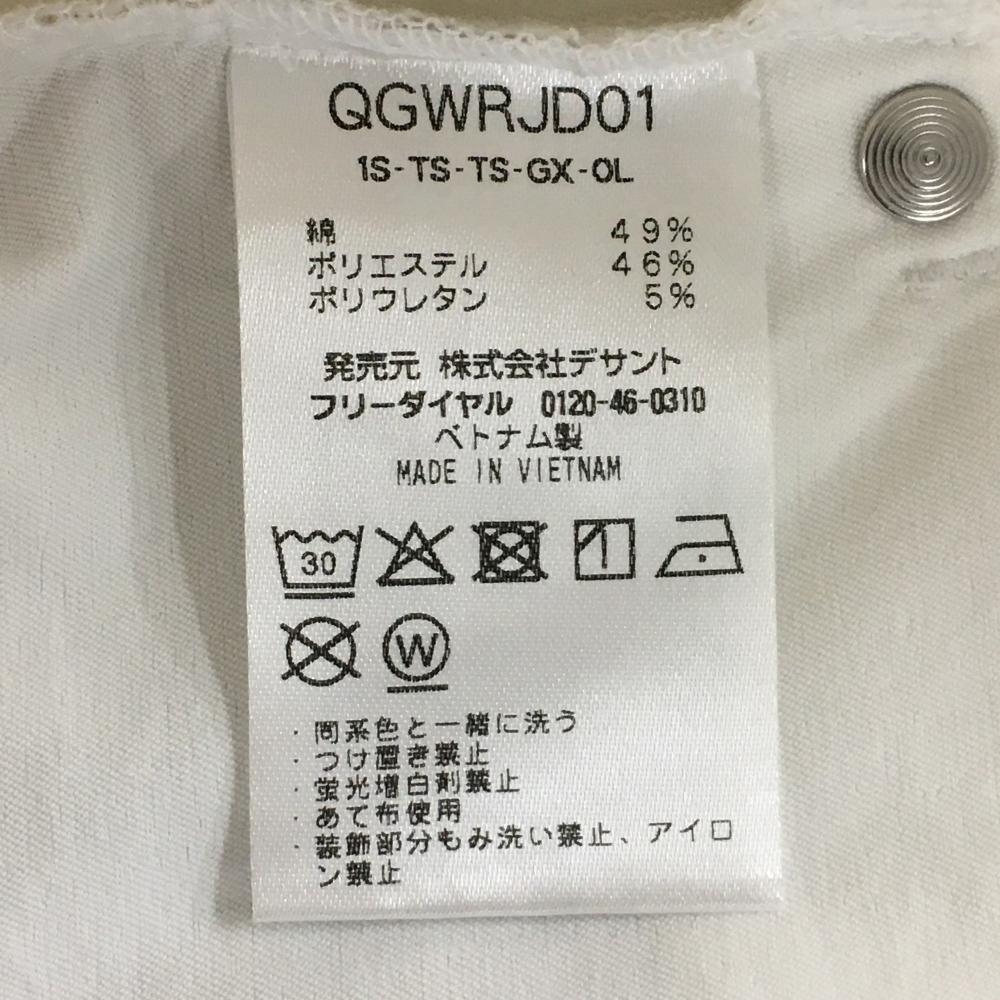 QGWRJD01
1S-TS-TS-GX-OL
綿 49%
ポリエステル 46%
ポリウレタン 5%
発売元 株式会社デサント
フリーダイヤル 0120-46-0310
ベトナム製
MADE IN VIETNAM
30
W
・同系色と一緒に洗う
・つけ置き禁止
・蛍光増白剤禁止
・あて布使用
・装飾部分もみ洗い禁止、アイロ
ン禁止